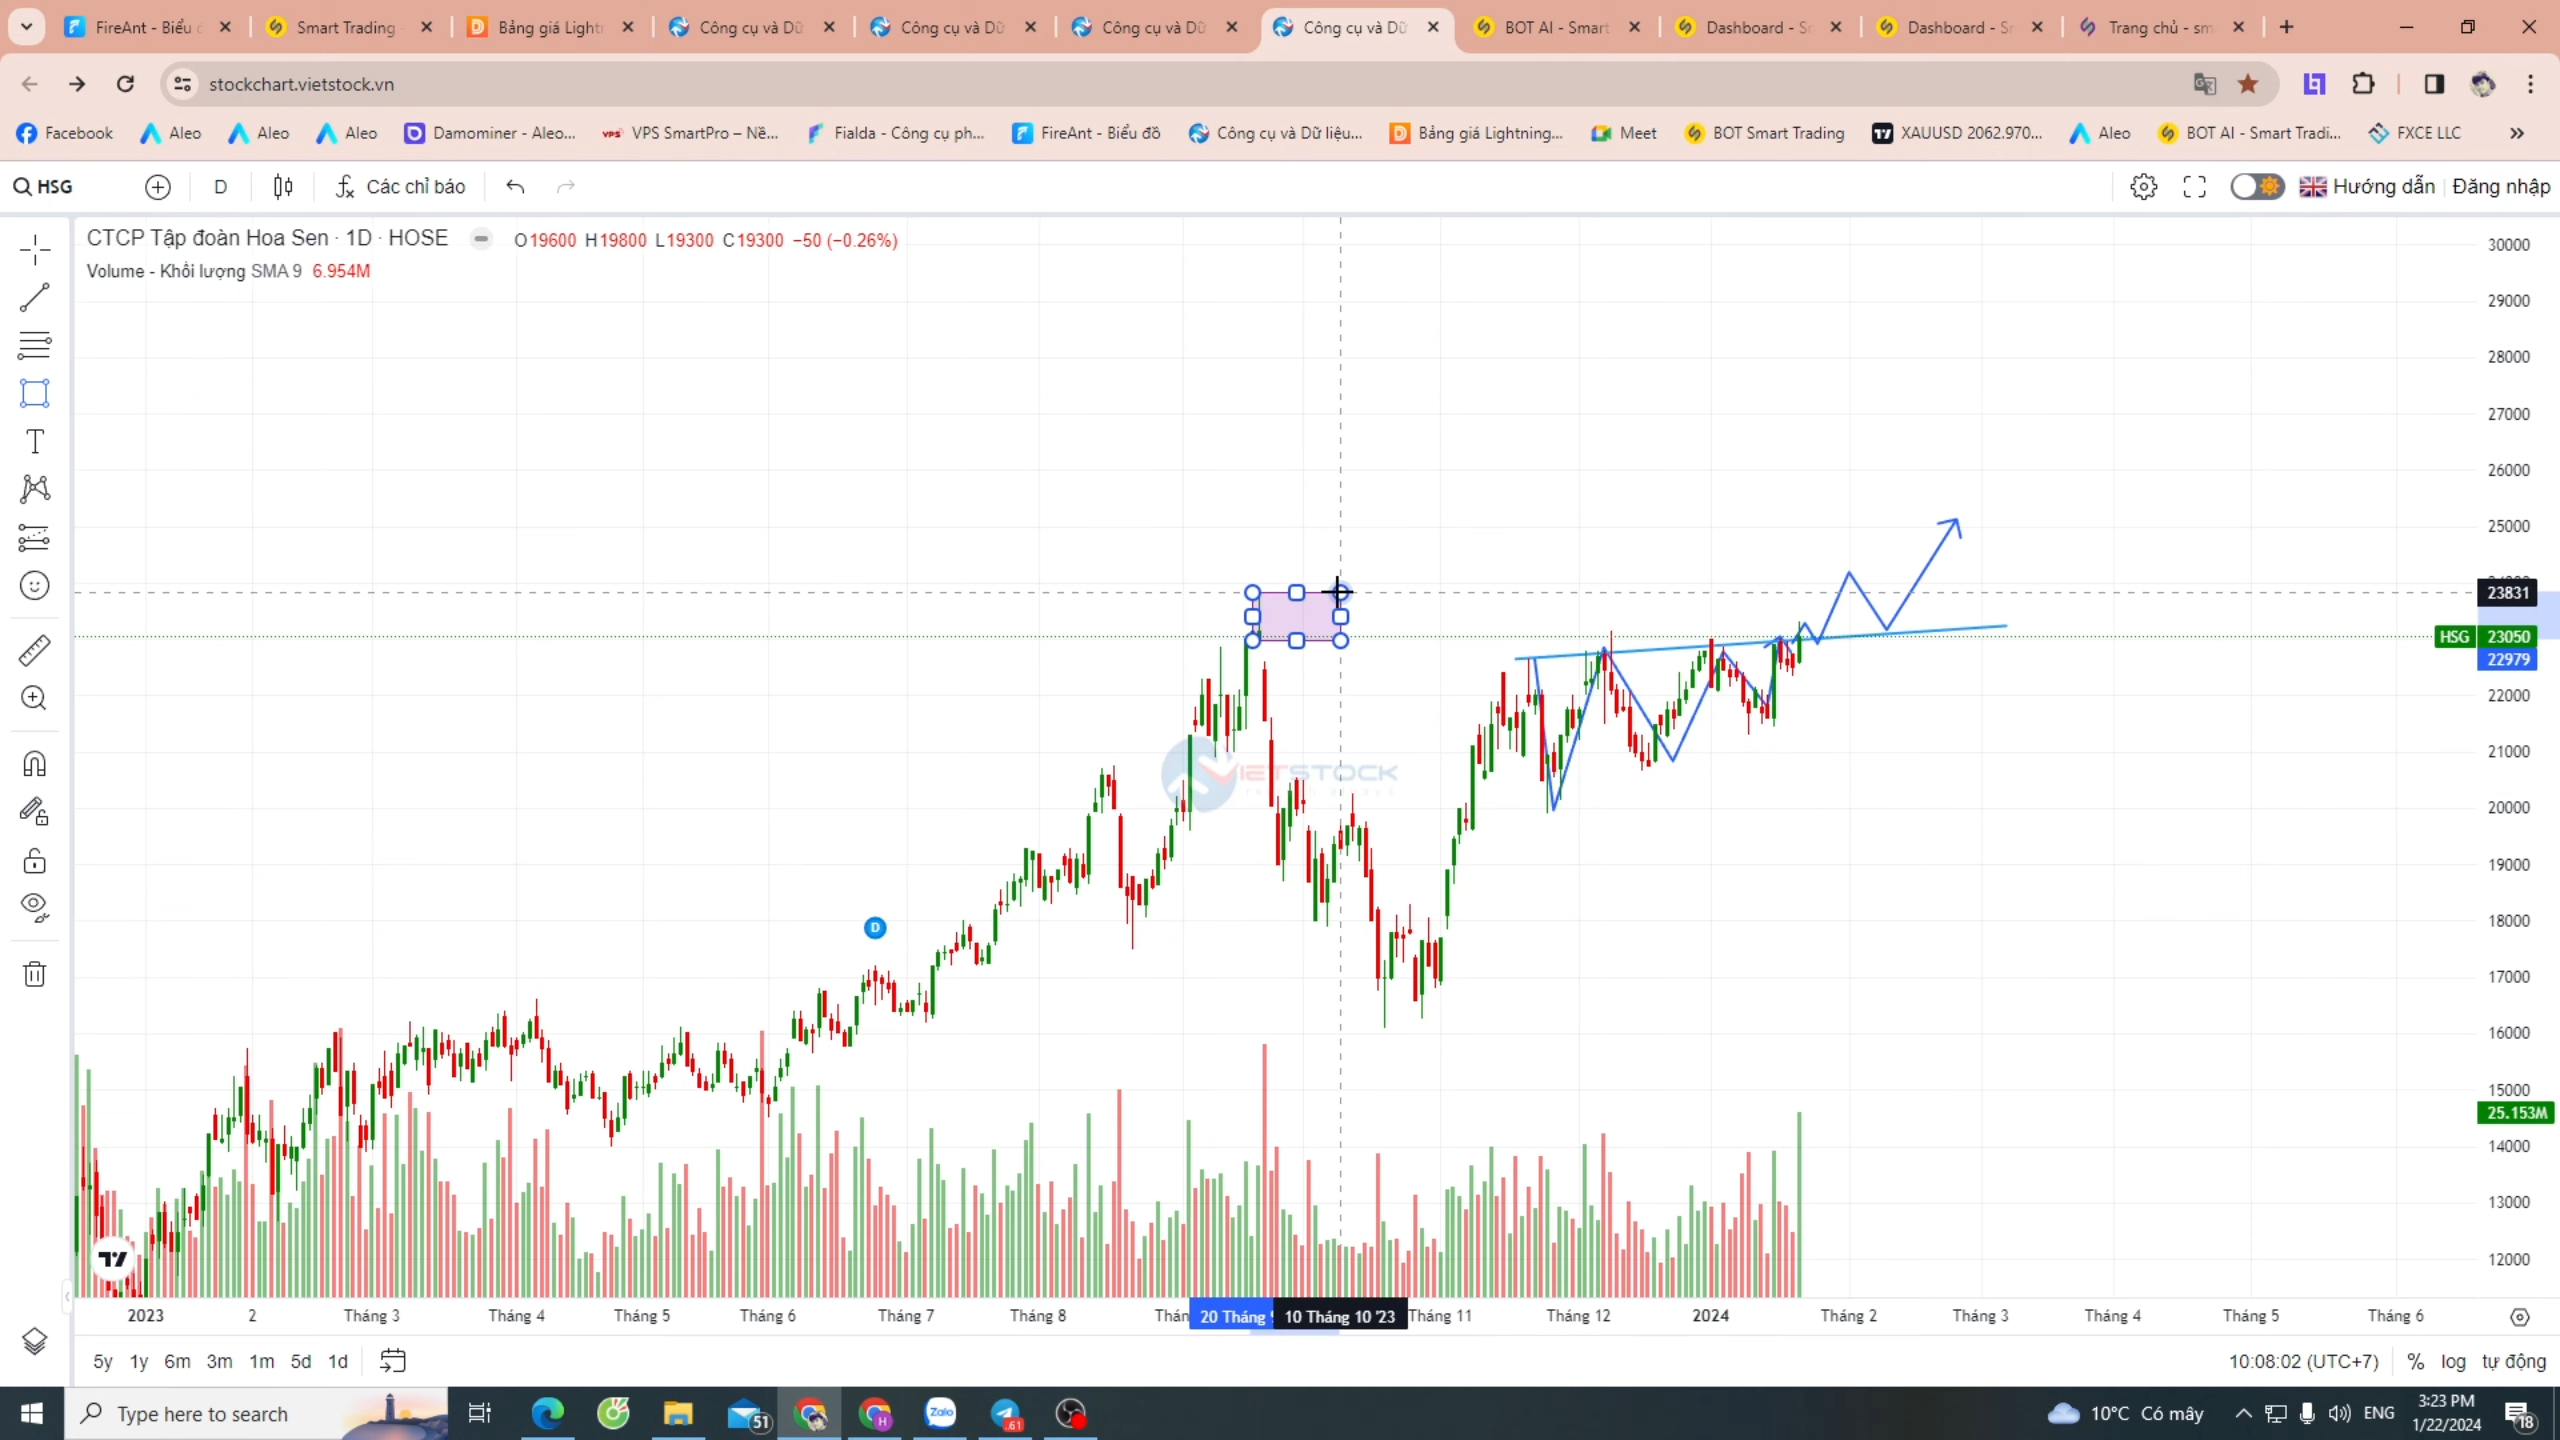 FireAnt - Biểu
Smart Trading
Bảng giá Light
Công cụ và Dữ
Công cụ và Dữ
Công cụ và Dữ
Công cụ và Dữ
BOT AI - Smart
Dashboard - S
Dashboard - S
Trang chủ - sm
stockchart.vietstock.vn
Facebook
Aleo
Aleo
Aleo
Damominer - Aleo...
VPS SmartPro – Nề...
Fialda - Công cụ ph...
FireAnt - Biểu đồ
Công cụ và Dữ liệu...
Bảng giá Lightning...
Meet
BOT Smart Trading
XAUUSD 2062.970...
Aleo
BOT AI - Smart Tradi...
FXCE LLC
HSG
D
Các chỉ báo
Hướng dẫn
Đăng nhập
CTCP Tập đoàn Hoa Sen · 1D · HOSE
O19600 H19800 L19300 C19300 −50 (−0.26%)
Volume - Khối lượng SMA 9 6.954M
30000
29000
28000
27000
26000
25000
23831
HSG 23050
22979
22000
21000
20000
19000
18000
17000
16000
15000
25.153M
14000
13000
12000
VIETSTOCK
D
2023
2
Tháng 3
Tháng 4
Tháng 5
Tháng 6
Tháng 7
Tháng 8
20 Tháng
10 Tháng 10 '23
Tháng 11
Tháng 12
2024
Tháng 2
Tháng 3
Tháng 4
Tháng 5
Tháng 6
5y 1y 6m 3m 1m 5d 1d
10:08:02 (UTC+7)
% log tự động
Type here to search
51
Zalo
61
10°C Có mây
ENG
3:23 PM
1/22/2024
18